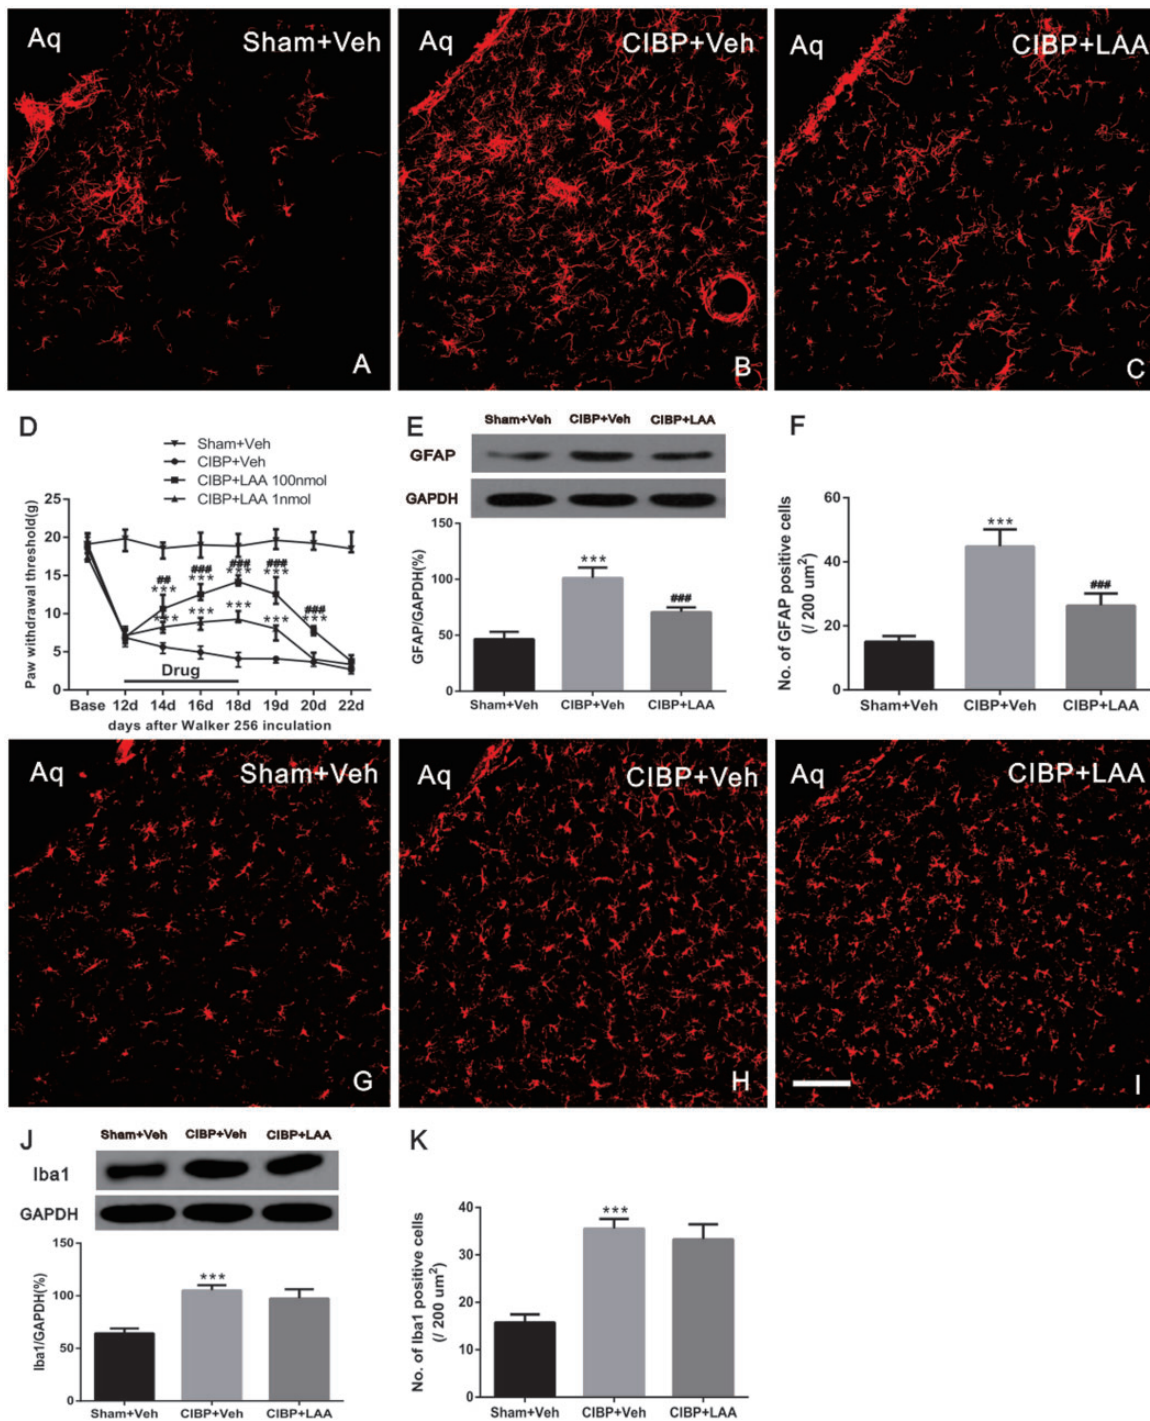 Aq Sham+Veh
A
Aq CIBP+Veh
B
Aq CIBP+LAA
C
D
Sham+Veh
CIBP+Veh
CIBP+LAA 100nmol
CIBP+LAA 1nmol
Paw withdrawal threshold(g)
25
20
15
10
5
0
## ### ### ### ###
*** *** *** *** ***
*** *** *** ***
Drug
Base 12d 14d 16d 18d 19d 20d 22d
days after Walker 256 inculation
E
Sham+Veh CIBP+Veh CIBP+LAA
GFAP
GAPDH
GFAP/GAPDH(%)
150
100
50
0
***
###
Sham+Veh CIBP+Veh CIBP+LAA
F
No. of GFAP positive cells
(/ 200 um²)
60
40
20
0
***
###
Sham+Veh CIBP+Veh CIBP+LAA
Aq Sham+Veh
G
Aq CIBP+Veh
H
Aq CIBP+LAA
I
J
Sham+Veh CIBP+Veh CIBP+LAA
Iba1
GAPDH
Iba1/GAPDH(%)
150
100
50
0
***
Sham+Veh CIBP+Veh CIBP+LAA
K
No. of Iba1 positive cells
(/ 200 um²)
40
30
20
10
0
***
Sham+Veh CIBP+Veh CIBP+LAA